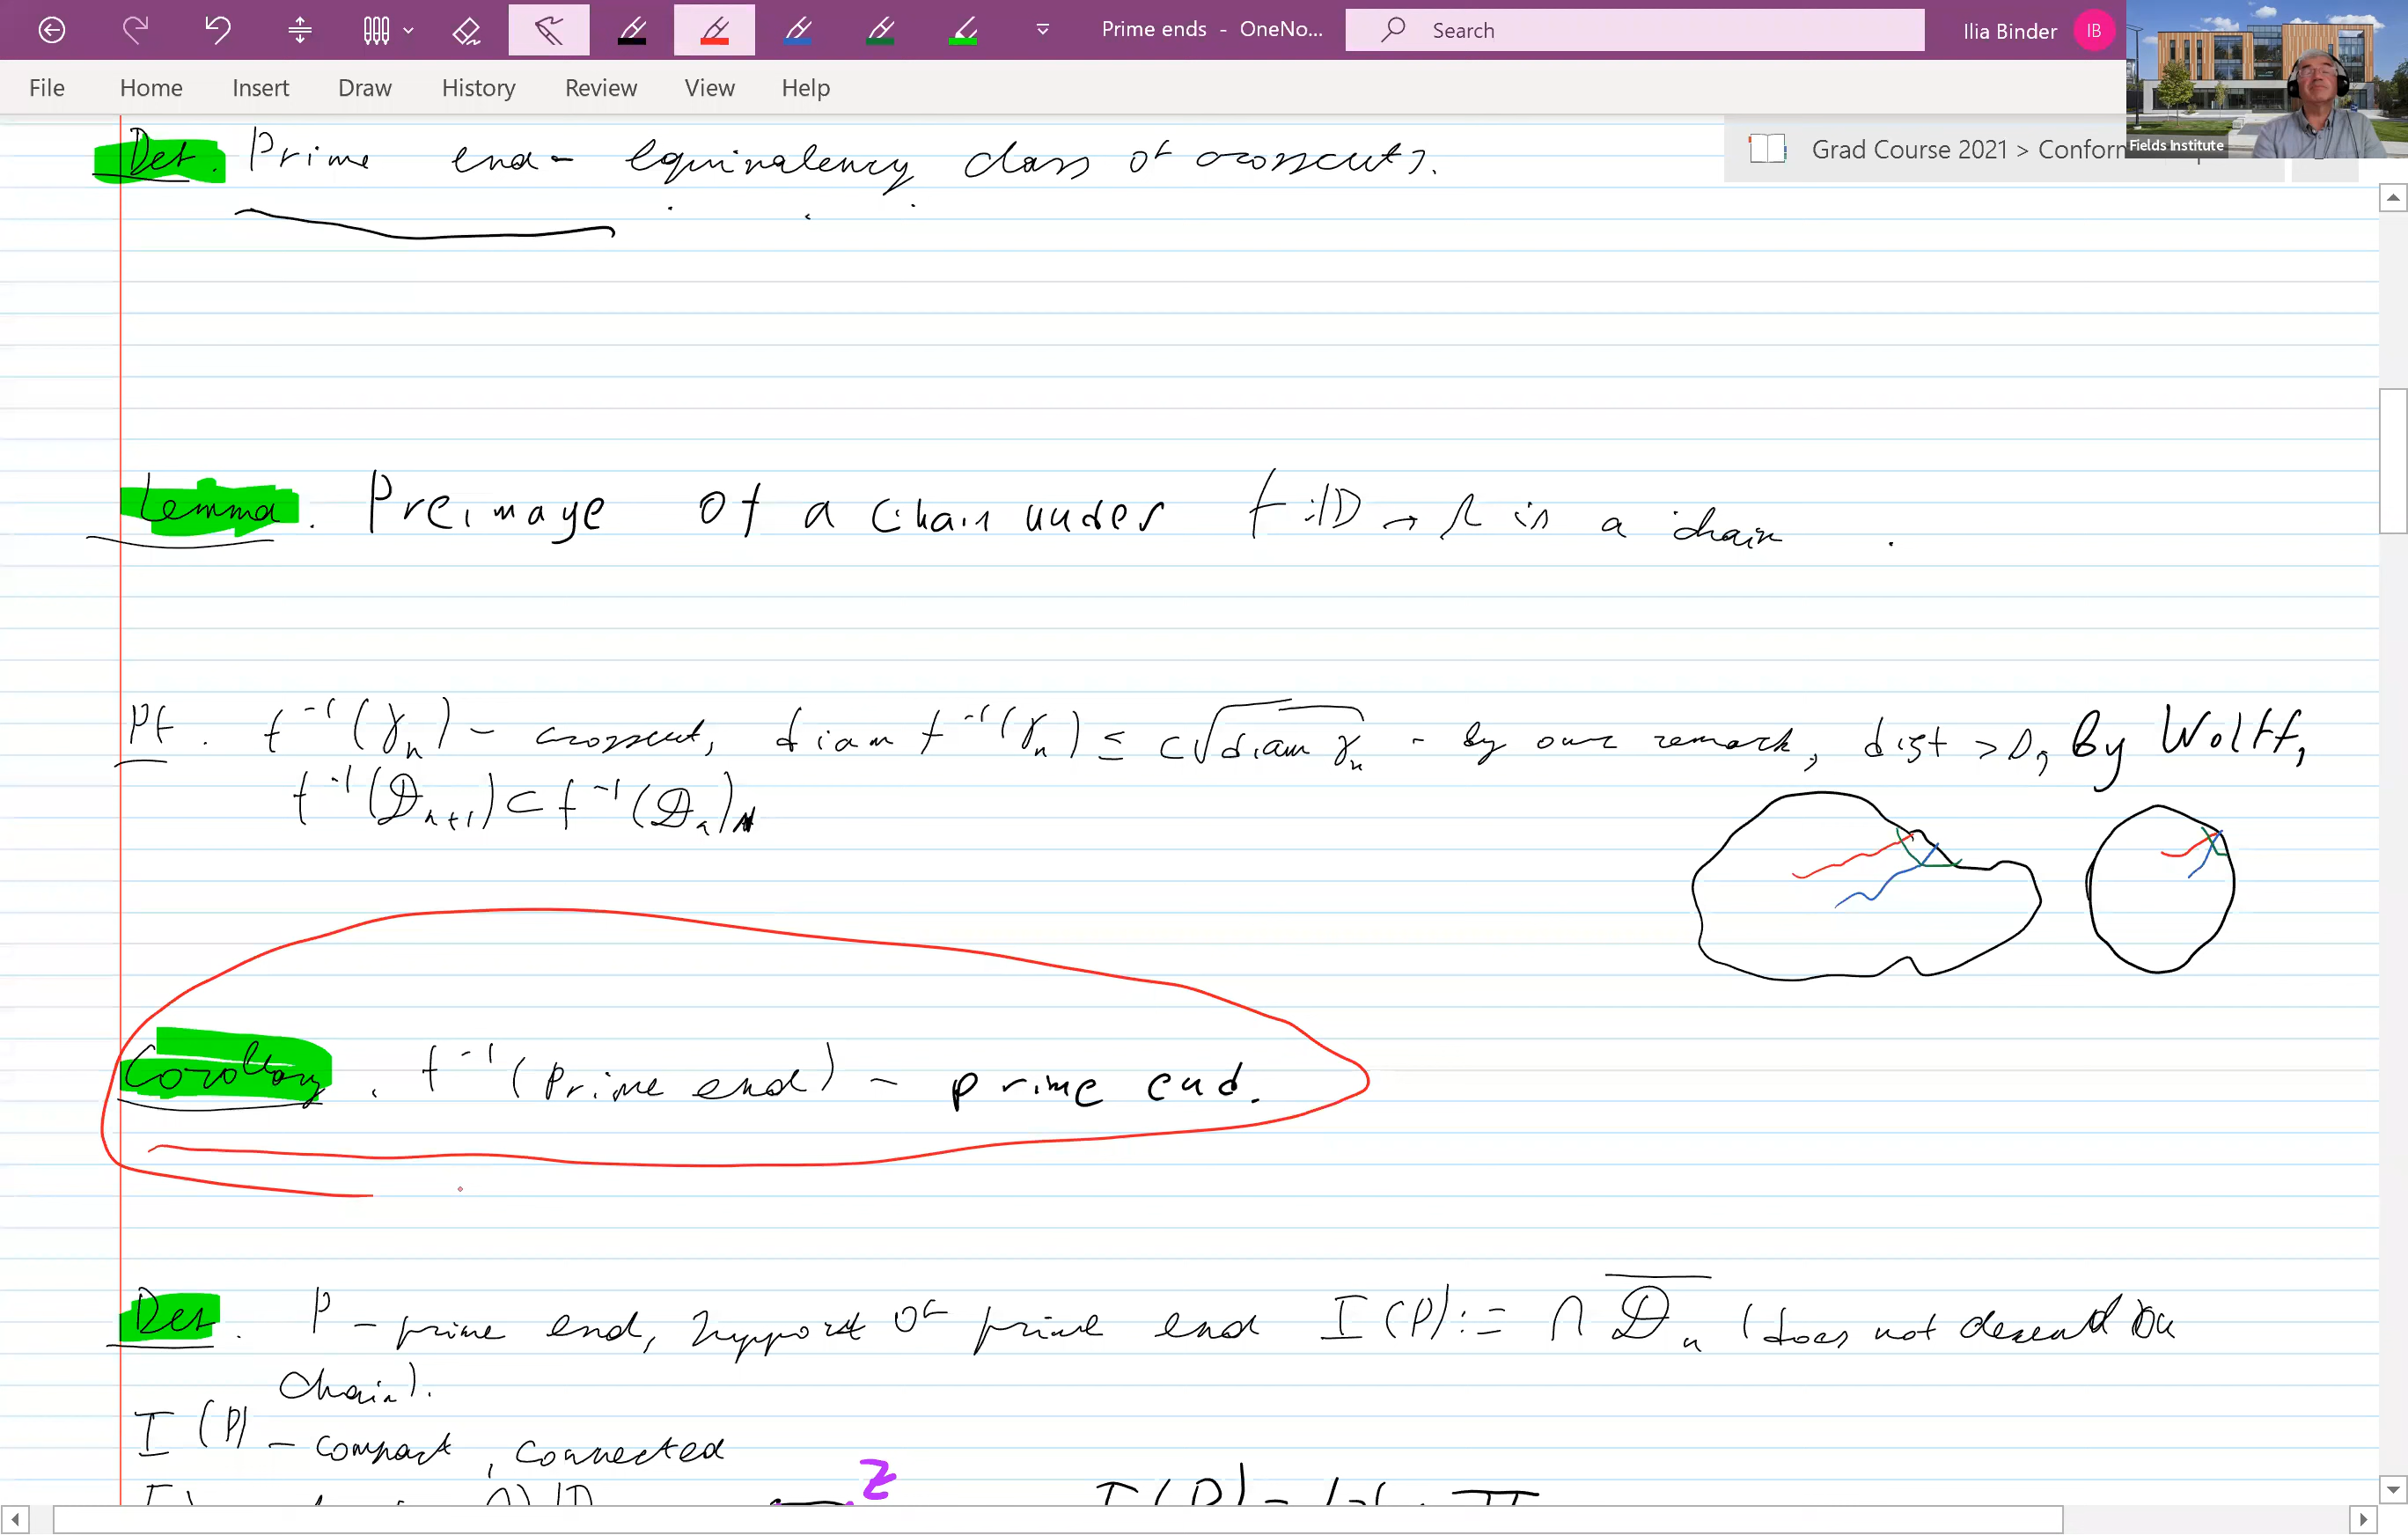 Prime ends - OneNo...
Search
Ilia Binder
IB
File Home Insert Draw History Review View Help
Fields Institute
Grad Course 2021 > Conform
Def. Prime end - equivalency class of crosscuts.
Lemma. Preimage of a chain under f: 𝔻 → Ω is a chain.
Pf. f⁻¹(γₙ) - crosscut, diam f⁻¹(γₙ) ≤ c√diam γₙ - by our remark, dist > 0, By Wolff,
f⁻¹(𝒟ₙ₊₁) ⊂ f⁻¹(𝒟ₙ)
Corollary. f⁻¹(prime end) - prime end.
Def. P - prime end, support of prime end I(P) := ∩ 𝒟̅ₙ (does not depend on
chain).
I(P) - compact, connected
z